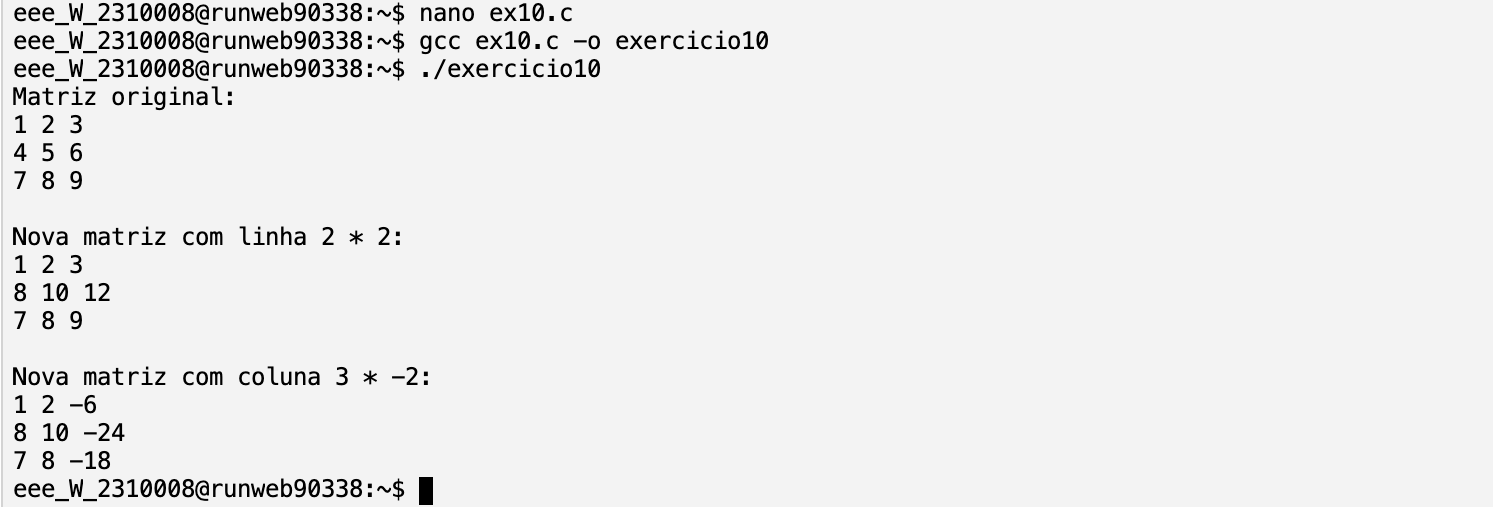 eee_W_2310008@runweb90338:~$ nano ex10.c
eee_W_2310008@runweb90338:~$ gcc ex10.c -o exercicio10
eee_W_2310008@runweb90338:~$ ./exercicio10
Matriz original:
1 2 3
4 5 6
7 8 9
Nova matriz com linha 2 * 2:
1 2 3
8 10 12
7 8 9
Nova matriz com coluna 3 * -2:
1 2 -6
8 10 -24
7 8 -18
eee_W_2310008@runweb90338:~$